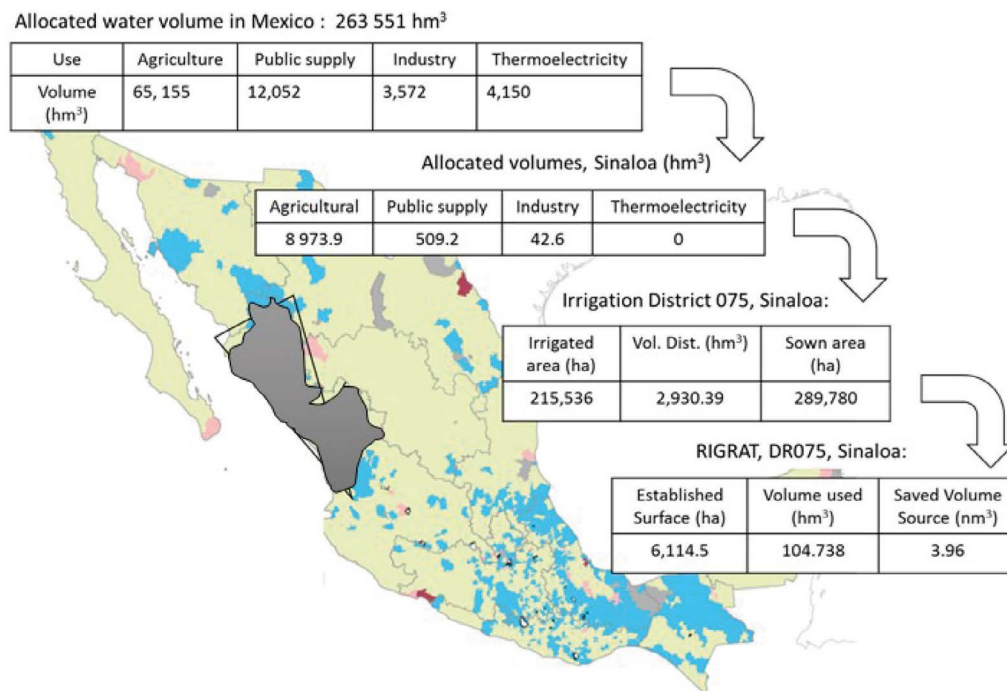 Allocated water volume in Mexico : 263 551 hm³
Use Agriculture Public supply Industry Thermoelectricity
Volume (hm³) 65, 155 12,052 3,572 4,150
Allocated volumes, Sinaloa (hm³)
Agricultural Public supply Industry Thermoelectricity
8 973.9 509.2 42.6 0
Irrigation District 075, Sinaloa:
Irrigated area (ha) Vol. Dist. (hm³) Sown area (ha)
215,536 2,930.39 289,780
RIGRAT, DR075, Sinaloa:
Established Surface (ha) Volume used (hm³) Saved Volume Source (nm³)
6,114.5 104.738 3.96